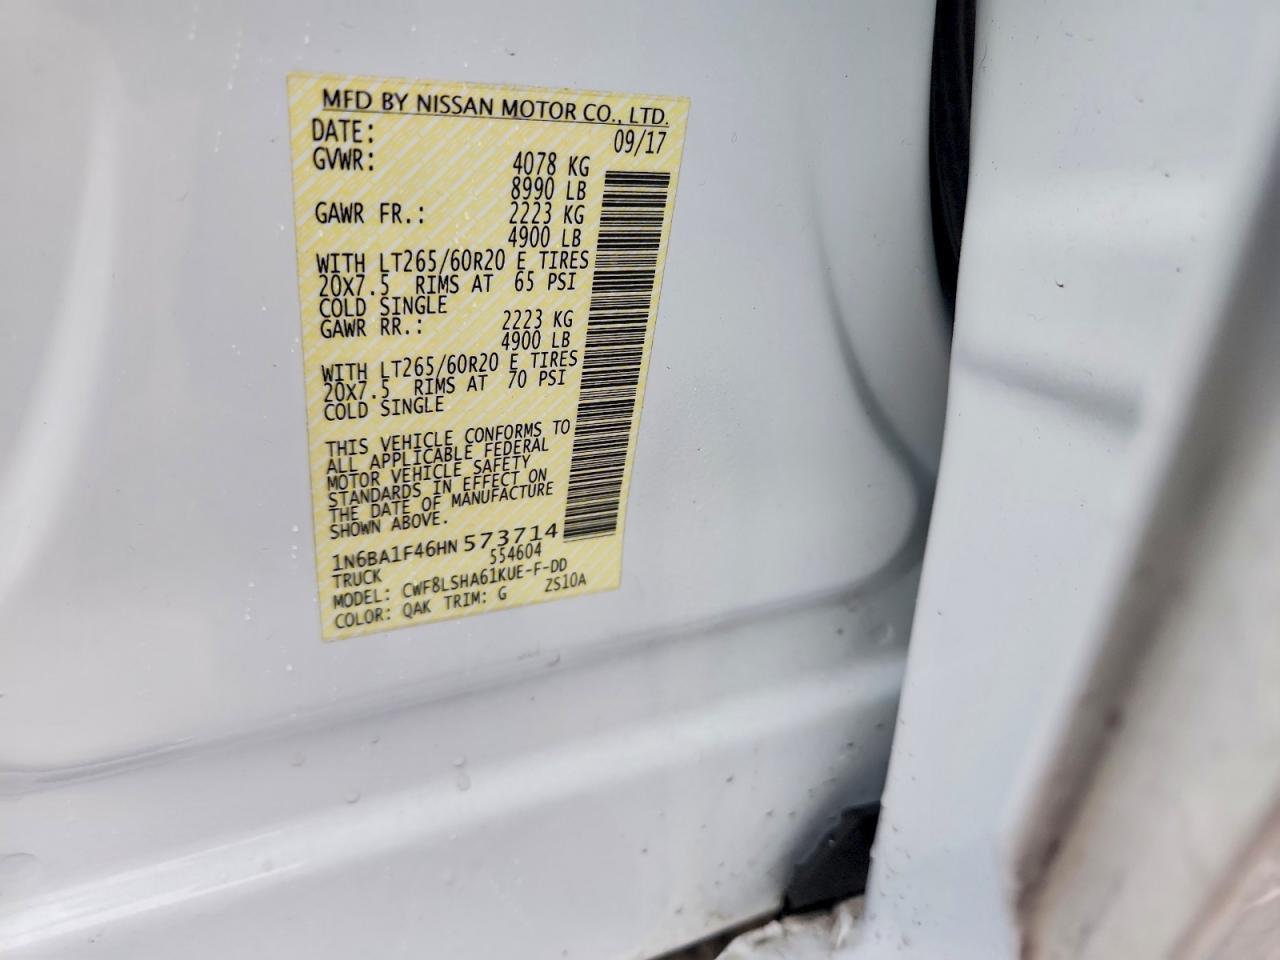 MFD BY NISSAN MOTOR CO., LTD.
DATE: 09/17
GVWR: 4078 KG
8990 LB
GAWR FR.: 2223 KG
4900 LB
WITH LT265/60R20 E TIRES
20X7.5 RIMS AT 65 PSI
COLD SINGLE
GAWR RR.: 2223 KG
4900 LB
WITH LT265/60R20 E TIRES
20X7.5 RIMS AT 70 PSI
COLD SINGLE
THIS VEHICLE CONFORMS TO
ALL APPLICABLE FEDERAL
MOTOR VEHICLE SAFETY
STANDARDS IN EFFECT ON
THE DATE OF MANUFACTURE
SHOWN ABOVE.
1N6BA1F46HN573714
TRUCK 554604
MODEL: CWF8LSHA61KUE-F-DD
COLOR: QAK TRIM: G ZS10A